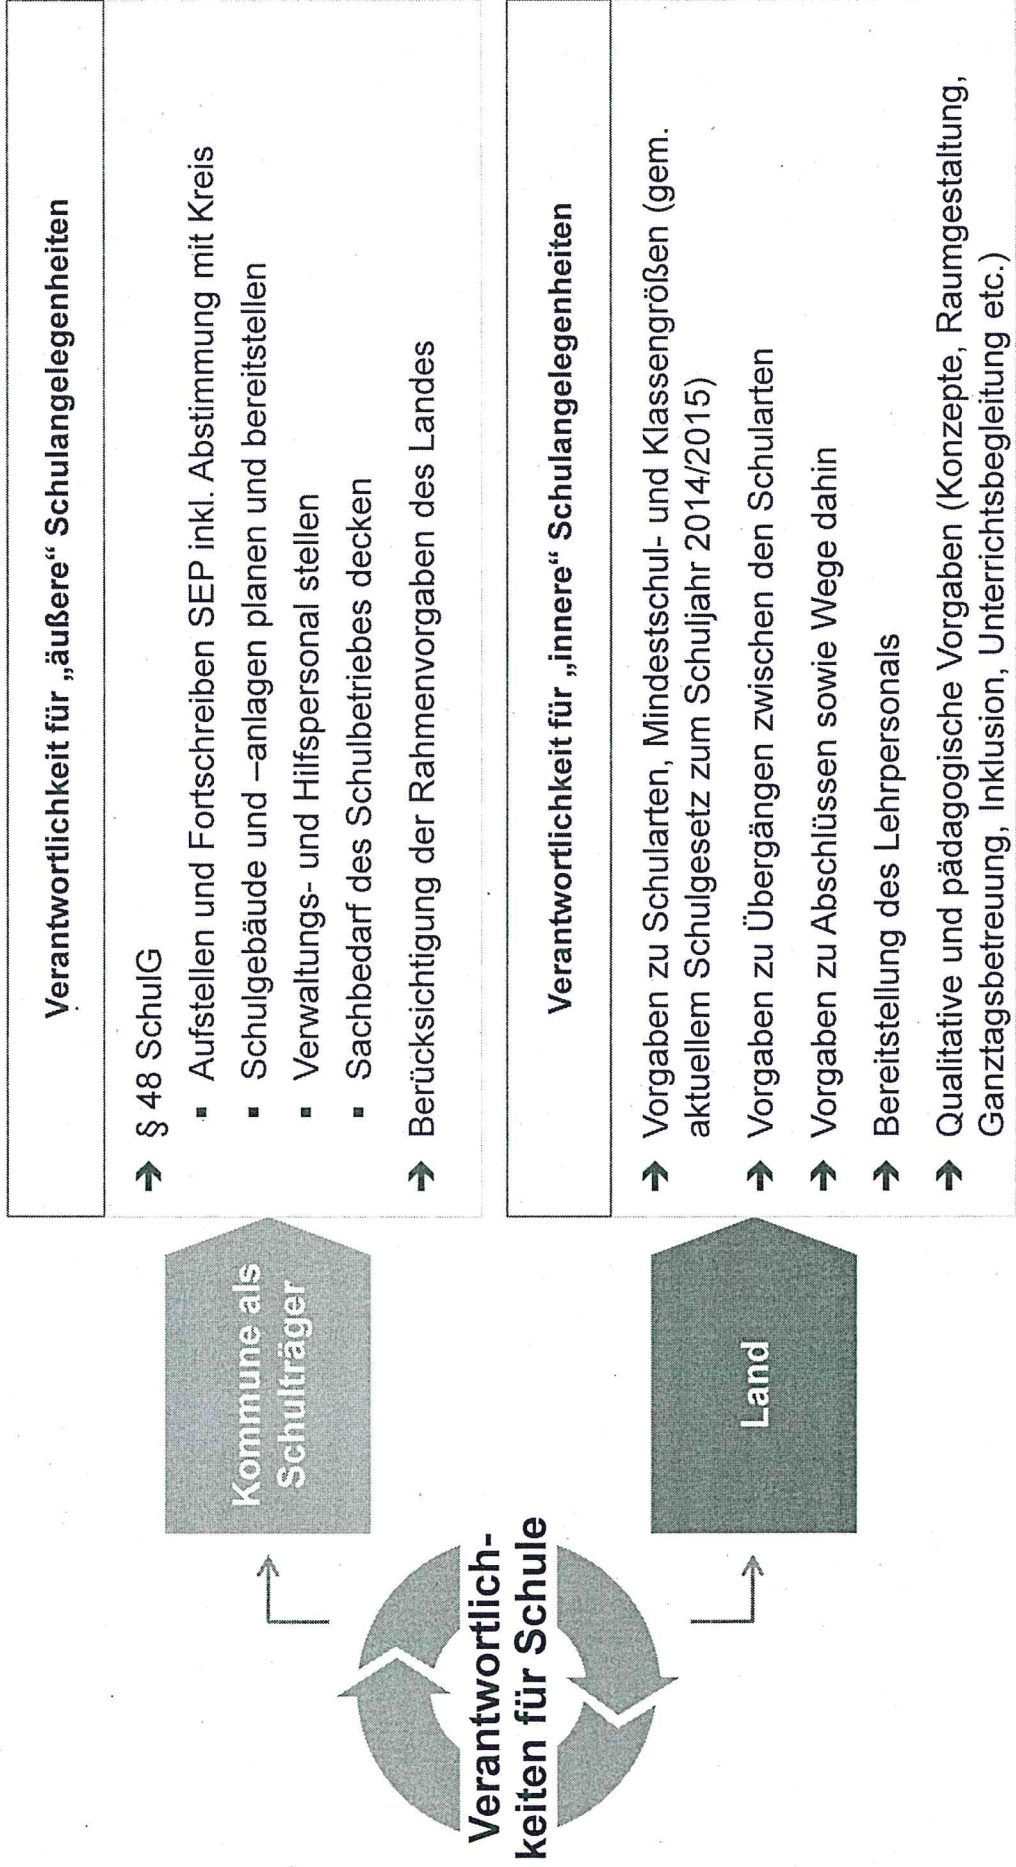 Verantwortlich-
keiten für Schule
Kommune als
Schulträger
Verantwortlichkeit für „äußere“ Schulangelegenheiten
➔ § 48 SchulG
▪ Aufstellen und Fortschreiben SEP inkl. Abstimmung mit Kreis
▪ Schulgebäude und –anlagen planen und bereitstellen
▪ Verwaltungs- und Hilfspersonal stellen
▪ Sachbedarf des Schulbetriebes decken
➔ Berücksichtigung der Rahmenvorgaben des Landes
Land
Verantwortlichkeit für „innere“ Schulangelegenheiten
➔ Vorgaben zu Schularten, Mindestschul- und Klassengrößen (gem.
aktuellem Schulgesetz zum Schuljahr 2014/2015)
➔ Vorgaben zu Übergängen zwischen den Schularten
➔ Vorgaben zu Abschlüssen sowie Wege dahin
➔ Bereitstellung des Lehrpersonals
➔ Qualitative und pädagogische Vorgaben (Konzepte, Raumgestaltung,
Ganztagsbetreuung, Inklusion, Unterrichtsbegleitung etc.)